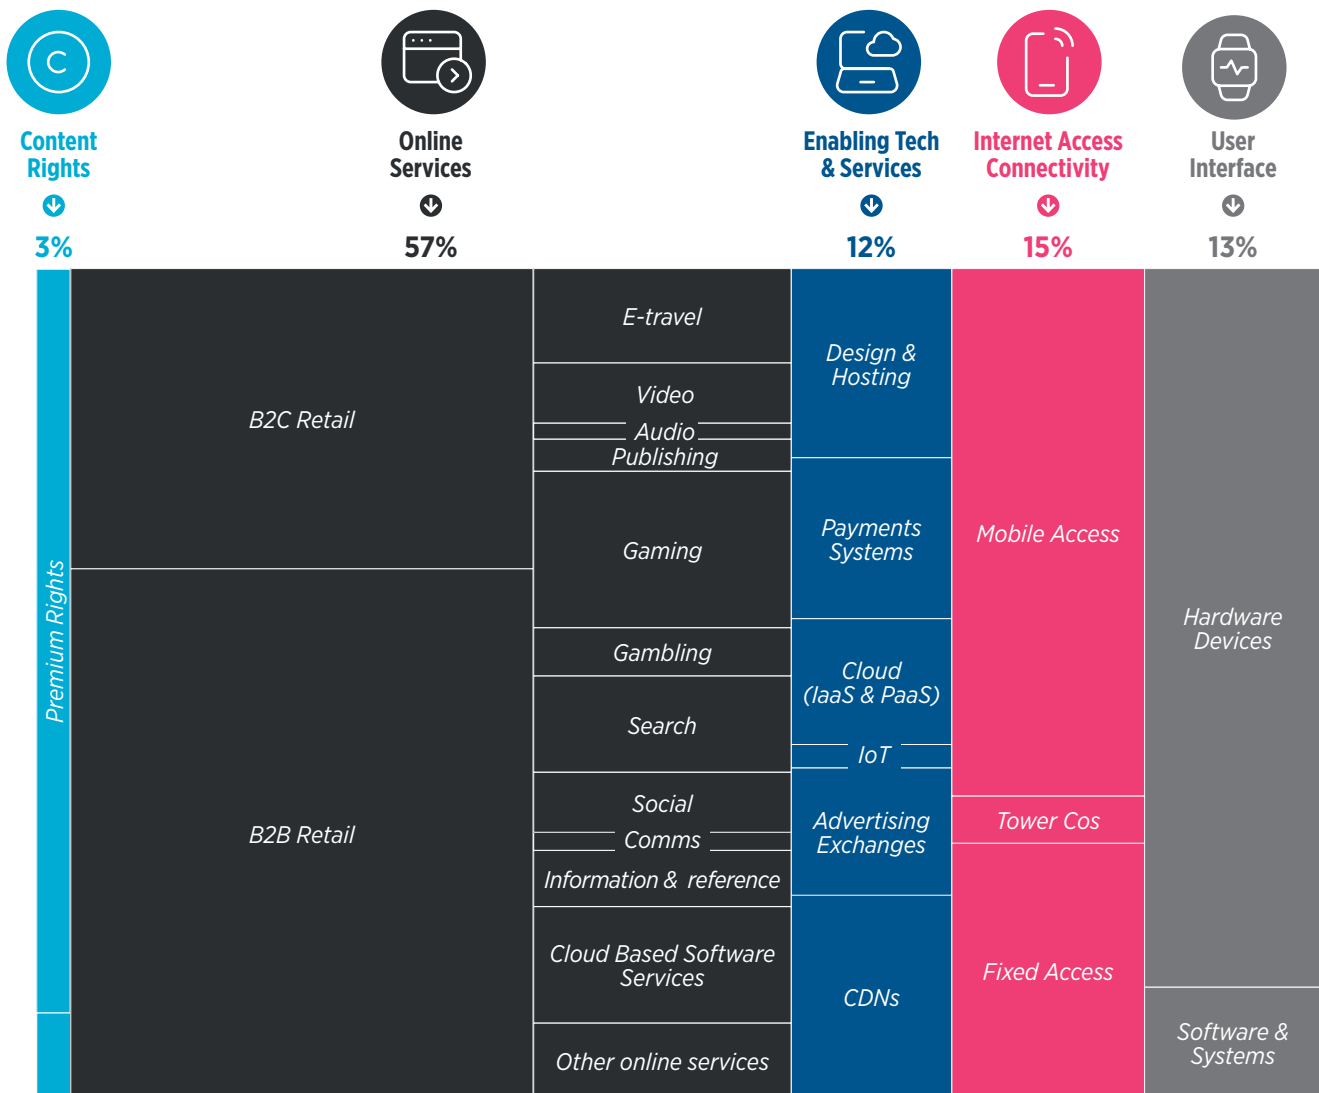 C
Content
Rights
3%
Online
Services
57%
Enabling Tech
& Services
12%
Internet Access
Connectivity
15%
User
Interface
13%
Premium Rights
B2C Retail
B2B Retail
E-travel
Video
Audio
Publishing
Gaming
Gambling
Search
Social
Comms
Information & reference
Cloud Based Software
Services
Other online services
Design &
Hosting
Payments
Systems
Cloud
(IaaS & PaaS)
IoT
Advertising
Exchanges
CDNs
Mobile Access
Tower Cos
Fixed Access
Hardware
Devices
Software &
Systems